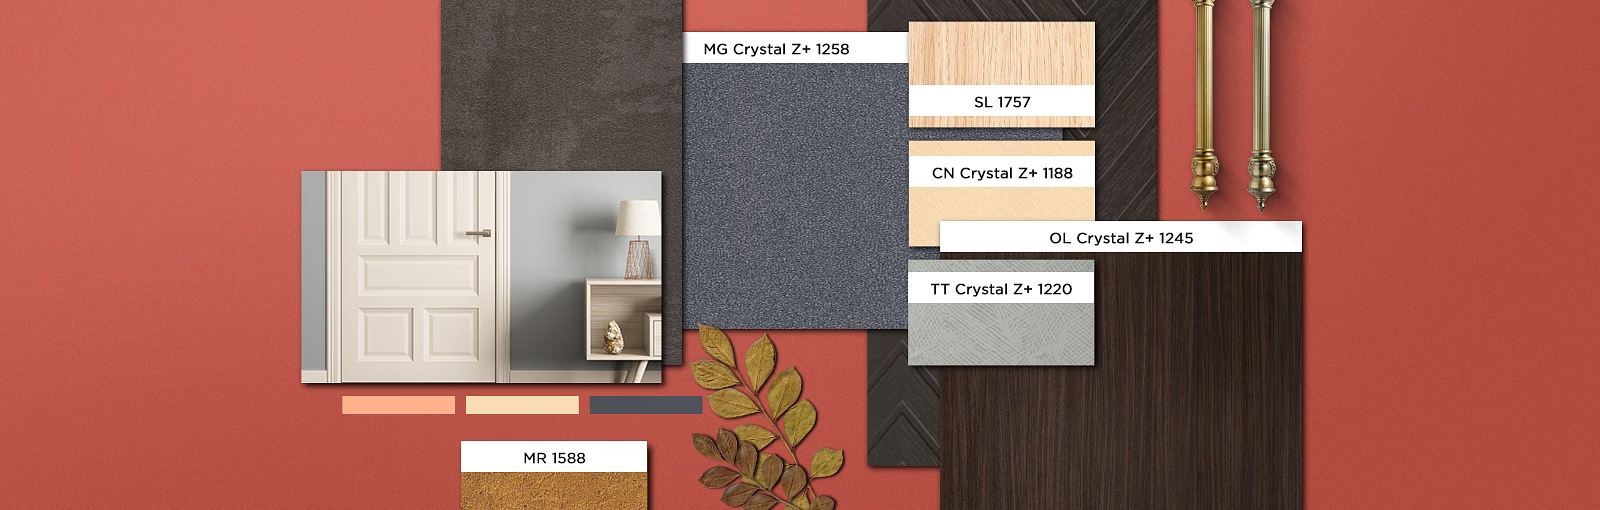 MG Crystal Z+ 1258
SL 1757
CN Crystal Z+ 1188
OL Crystal Z+ 1245
TT Crystal Z+ 1220
MR 1588